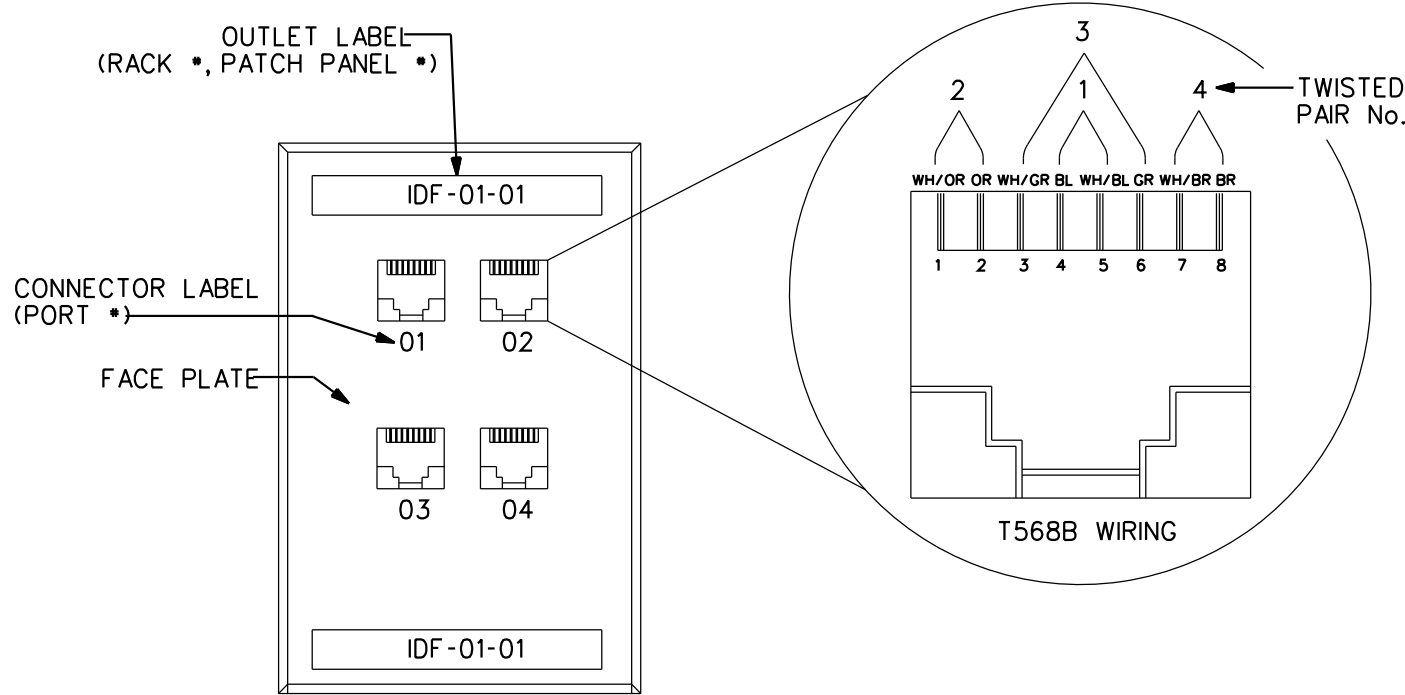 OUTLET LABEL
(RACK *, PATCH PANEL *)
IDF-01-01
CONNECTOR LABEL
(PORT *)
01 02
FACE PLATE
03 04
IDF-01-01
3
2 1 4
TWISTED
PAIR No.
WH/OR OR WH/GR BL WH/BL GR WH/BR BR
1 2 3 4 5 6 7 8
T568B WIRING